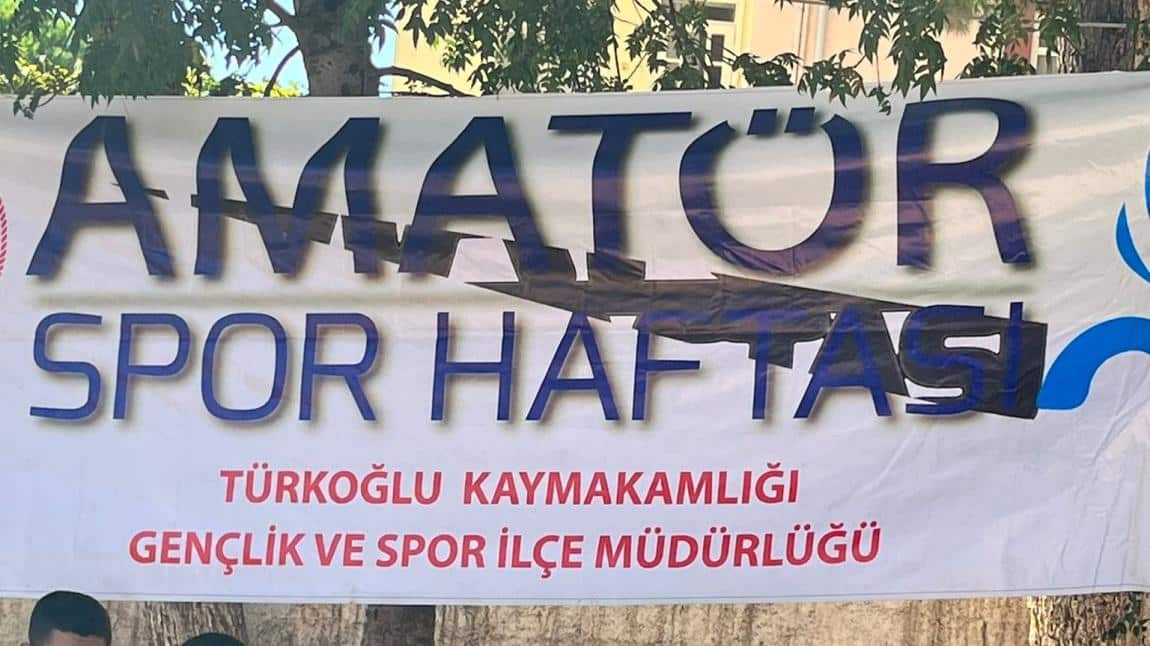 AMATÖR
SPOR HAFTASI
TÜRKOĞLU KAYMAKAMLIĞI
GENÇLİK VE SPOR İLÇE MÜDÜRLÜĞÜ